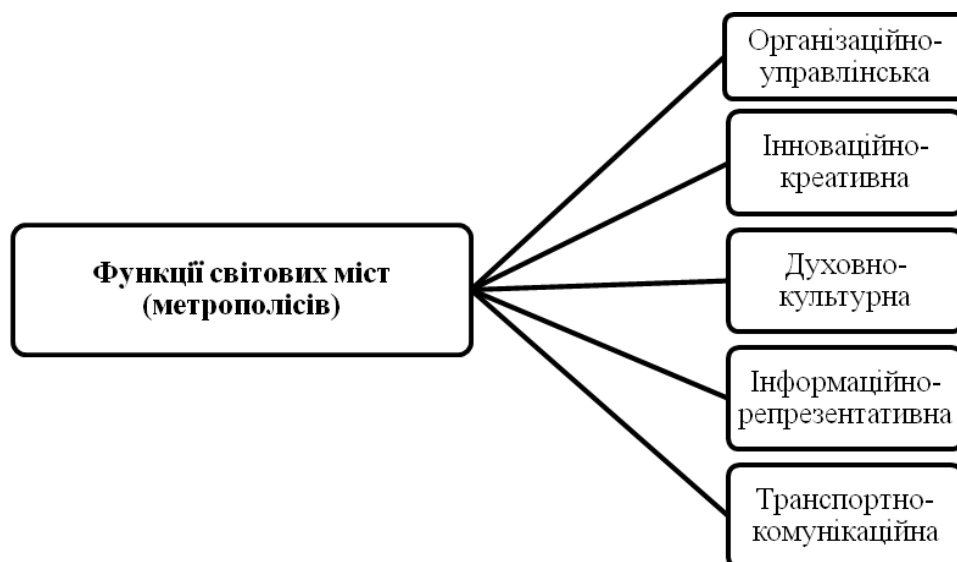 Функції світових міст
(метрополісів)
Організаційно-
управлінська
Інноваційно-
креативна
Духовно-
культурна
Інформаційно-
репрезентативна
Транспортно-
комунікаційна